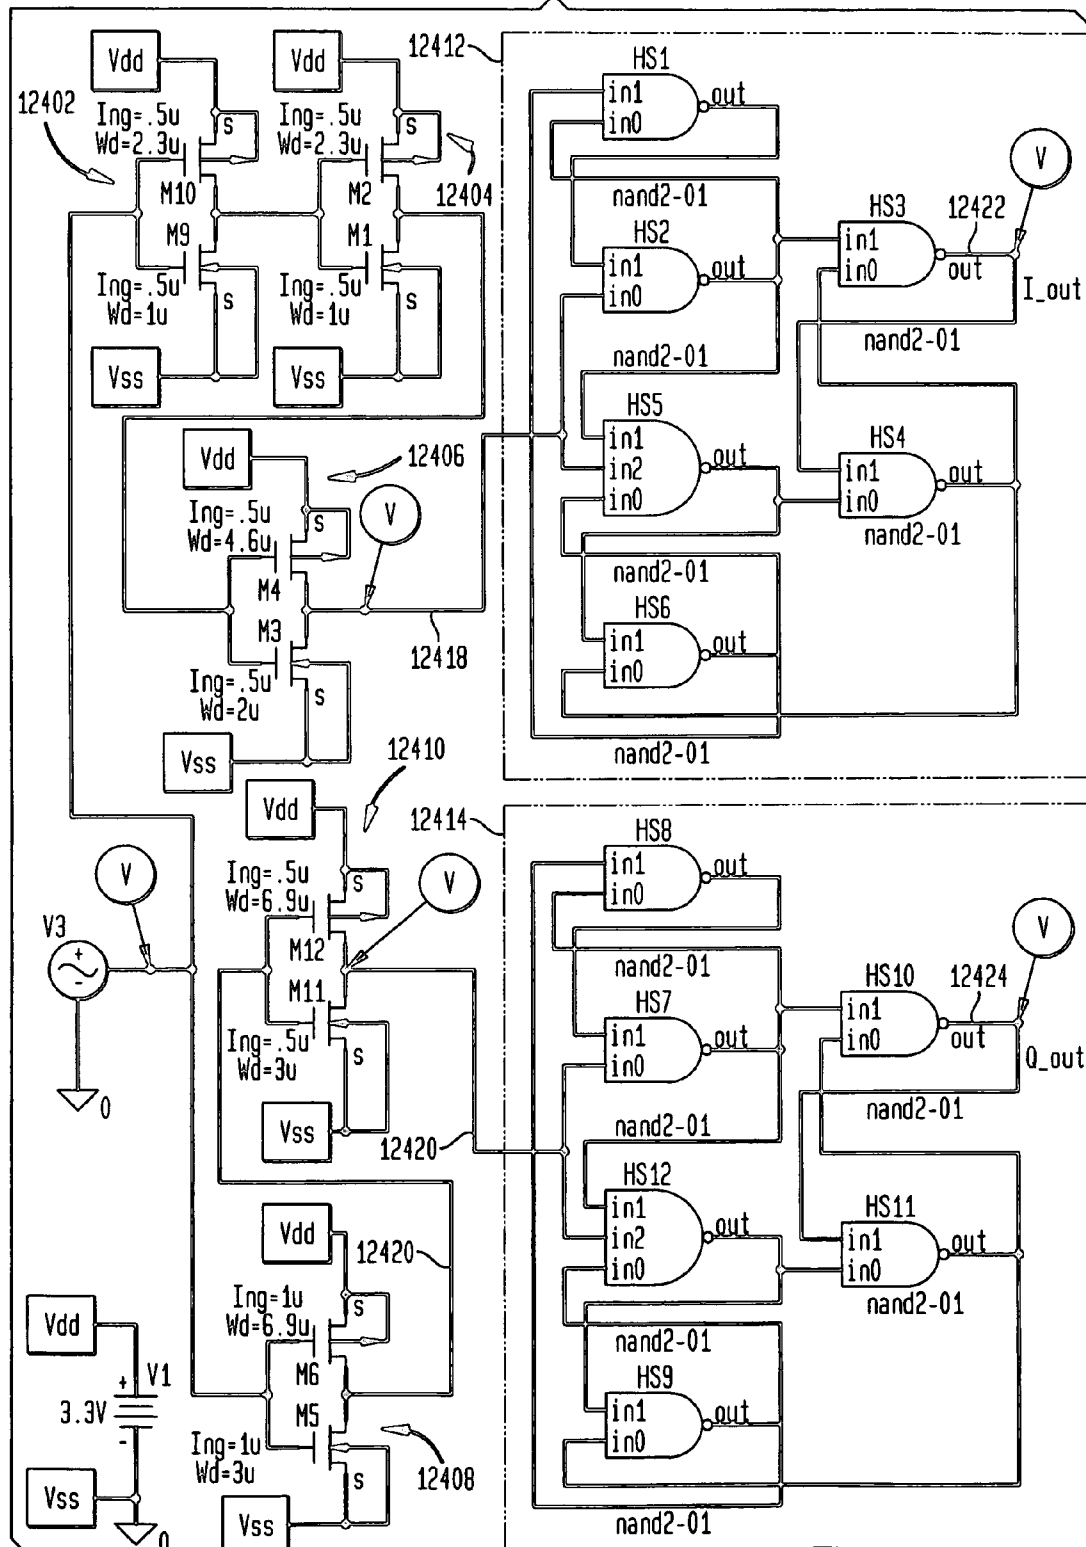 Vdd
Vdd
12412
HS1
in1
in0
out
12402
Ing=.5u
Wd=2.3u
S
Ing=.5u
Wd=2.3u
S
M10
M2
12404
nand2-01
V
M9
M1
HS2
in1
in0
out
HS3
in1
in0
out
12422
I_out
Ing=.5u
Wd=1u
S
Ing=.5u
Wd=1u
S
Vss
Vss
nand2-01
nand2-01
HS5
in1
in2
in0
out
HS4
in1
in0
out
nand2-01
Vdd
12406
Ing=.5u
Wd=4.6u
S
V
M4
M3
nand2-01
HS6
in1
in0
out
12418
Ing=.5u
Wd=2u
S
Vss
nand2-01
12410
Vdd
12414
HS8
in1
in0
out
V
Ing=.5u
Wd=6.9u
S
V
V3
+
-
M12
M11
nand2-01
V
HS7
in1
in0
out
HS10
in1
in0
out
12424
Q_out
Ing=.5u
Wd=3u
S
0
Vss
12420
nand2-01
nand2-01
HS12
in1
in2
in0
out
HS11
in1
in0
out
nand2-01
Vdd
12420
Ing=1u
Wd=6.9u
S
Vdd
M6
M5
nand2-01
HS9
in1
in0
out
+
V1
3.3V
-
Ing=1u
Wd=3u
S
12408
Vss
Vss
0
nand2-01